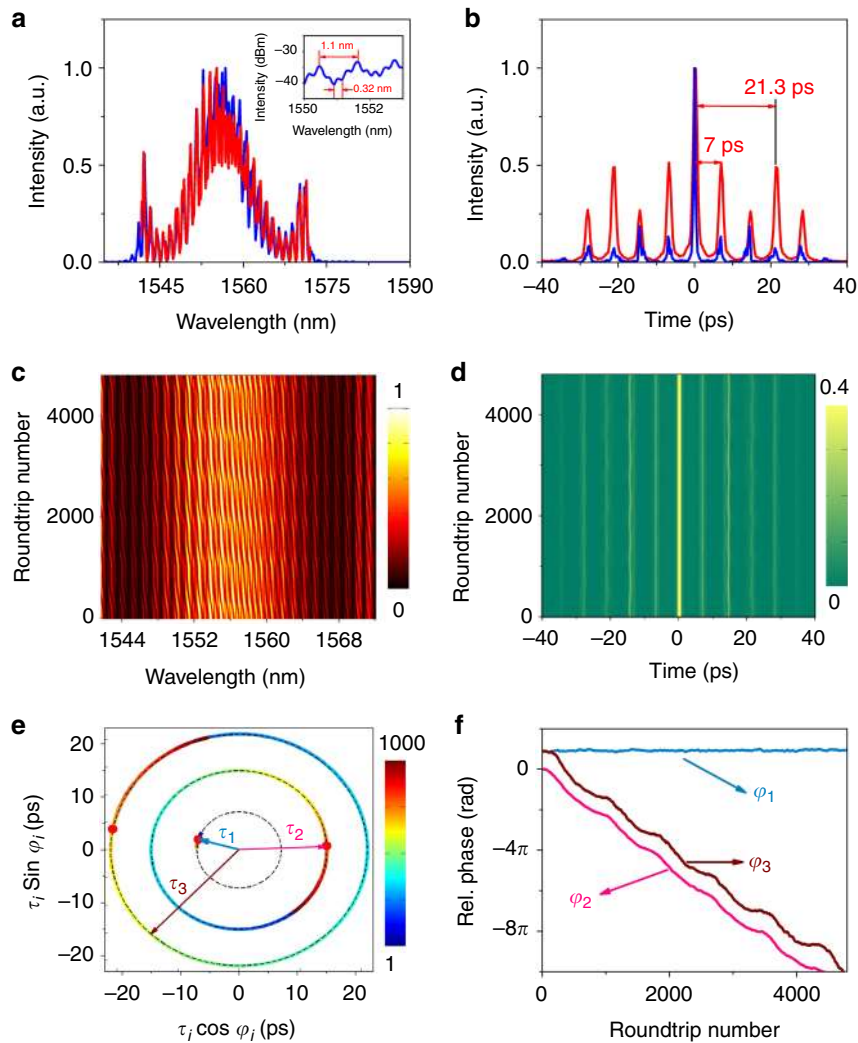 a
Intensity (a.u.)
1.0
0.5
0.0
1545 1560 1575 1590
Wavelength (nm)
Intensity (dBm)
−30
−40
1.1 nm
0.32 nm
1550 1552
Wavelength (nm)
b
Intensity (a.u.)
1.0
0.5
0.0
21.3 ps
7 ps
−40 −20 0 20 40
Time (ps)
c
Roundtrip number
4000
2000
0
1544 1552 1560 1568
Wavelength (nm)
1
0
d
Roundtrip number
4000
2000
0
−40 −20 0 20 40
Time (ps)
0.4
0
e
τi Sin φi (ps)
20
10
0
−10
−20
τ1
τ2
τ3
−20 −10 0 10 20
τi cos φi (ps)
1000
1
f
Rel. phase (rad)
0
−4π
−8π
φ1
φ3
φ2
0 2000 4000
Roundtrip number